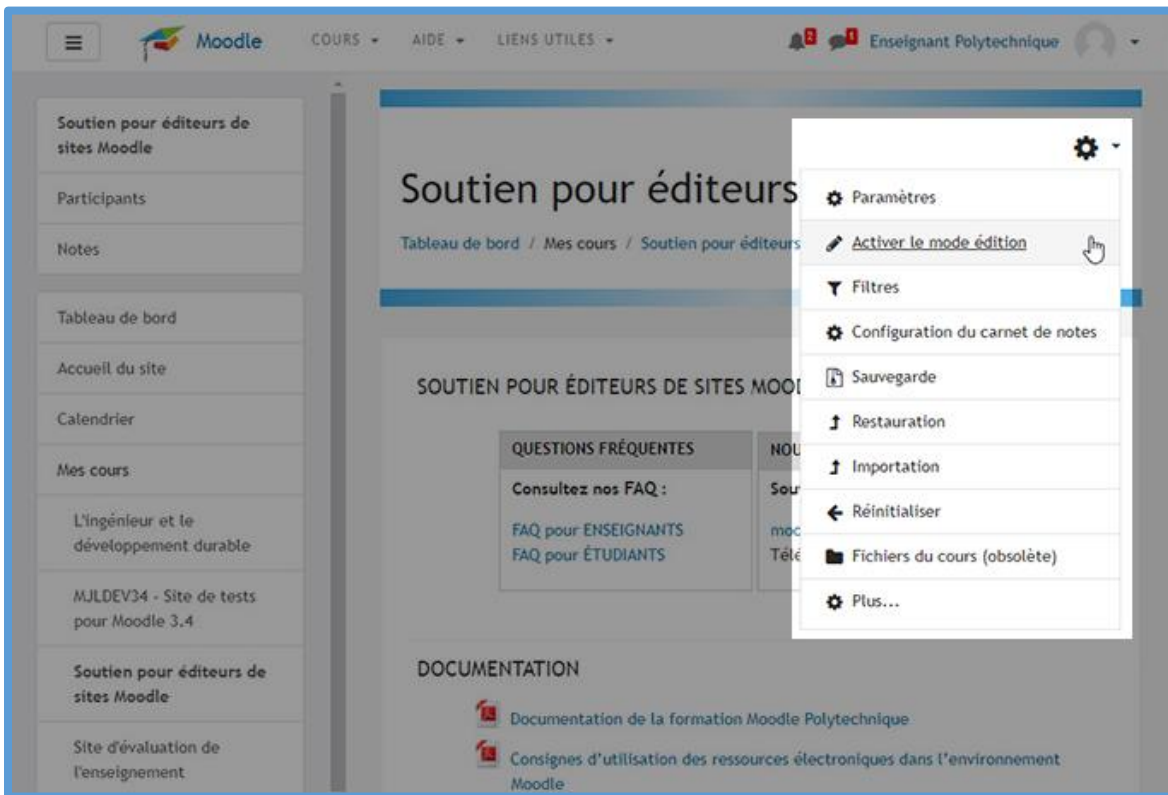 Moodle
COURS
AIDE
LIENS UTILES
2
1
Enseignant Polytechnique
Soutien pour éditeurs de
sites Moodle
Participants
Notes
Tableau de bord
Accueil du site
Calendrier
Mes cours
L'ingénieur et le
développement durable
MJLDEV34 - Site de tests
pour Moodle 3.4
Soutien pour éditeurs de
sites Moodle
Site d'évaluation de
l'enseignement
Soutien pour éditeurs
Tableau de bord / Mes cours / Soutien pour éditeurs
Paramètres
Activer le mode édition
Filtres
Configuration du carnet de notes
Sauvegarde
Restauration
Importation
Réinitialiser
Fichiers du cours (obsolète)
Plus...
SOUTIEN POUR ÉDITEURS DE SITES
QUESTIONS FRÉQUENTES
Consultez nos FAQ :
FAQ pour ENSEIGNANTS
FAQ pour ÉTUDIANTS
DOCUMENTATION
Documentation de la formation Moodle Polytechnique
Consignes d'utilisation des ressources électroniques dans l'environnement
Moodle